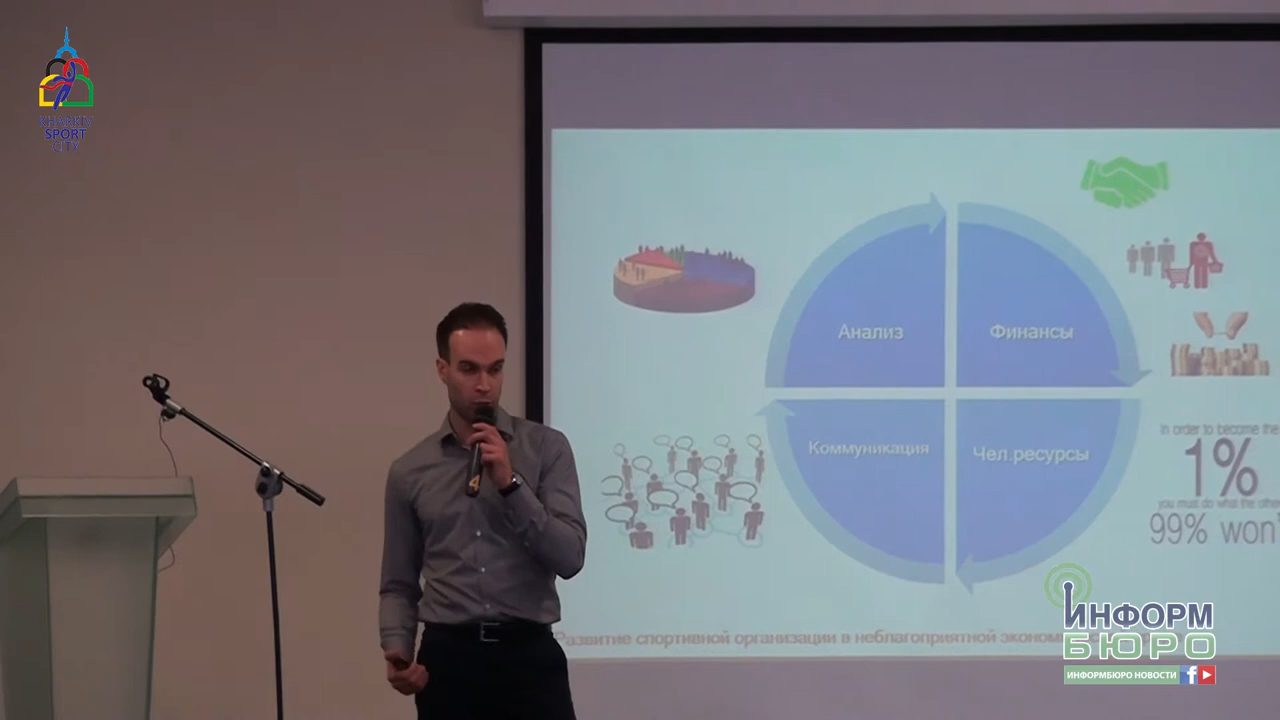 KHARKIV
SPORT
CITY
Анализ
Финансы
Коммуникация
Чел.ресурсы
In order to become the
1%
you must do what the other
99% won'
4
Развитие спортивной организации в неблагоприятной
ИНФОРМ
БЮРО
ИНФОРМБЮРО НОВОСТИ